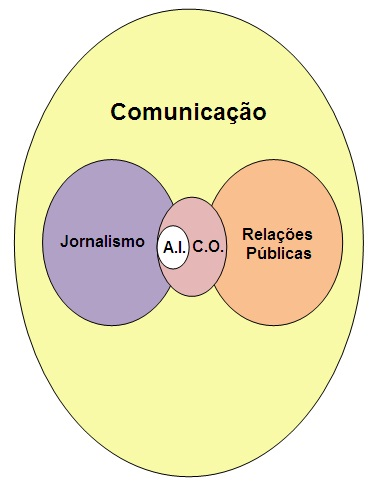 Comunicação
Jornalismo
A.I.
C.O.
Relações
Públicas